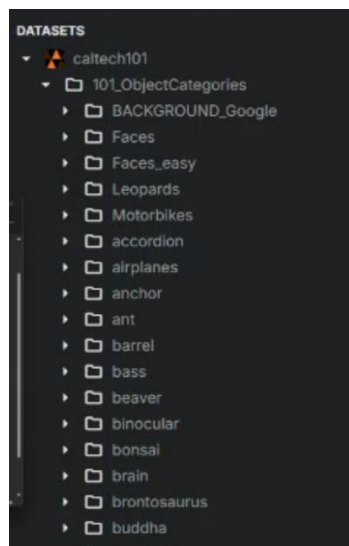 DATASETS
caltech101
101_ObjectCategories
BACKGROUND_Google
Faces
Faces_easy
Leopards
Motorbikes
accordion
airplanes
anchor
ant
barrel
bass
beaver
binocular
bonsai
brain
brontosaurus
buddha